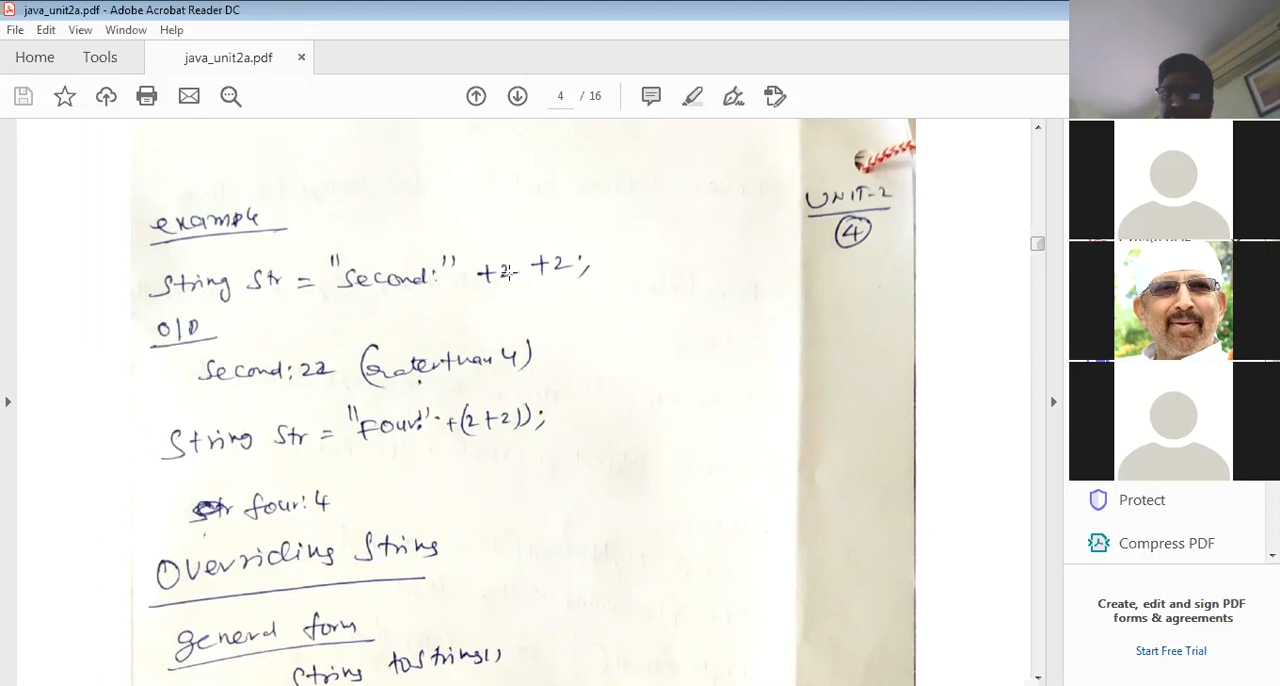 java_unit2a.pdf - Adobe Acrobat Reader DC
File Edit View Window Help
Home Tools java_unit2a.pdf ×
4 / 16
UNIT-2
4
example
String str = "Second:" +2 +2;
O/P
Second: 22 (rater than 4)
String str = "Four:" +(2+2));
four: 4
Overriding String
general form
String toString()
Protect
Compress PDF
Create, edit and sign PDF
forms & agreements
Start Free Trial